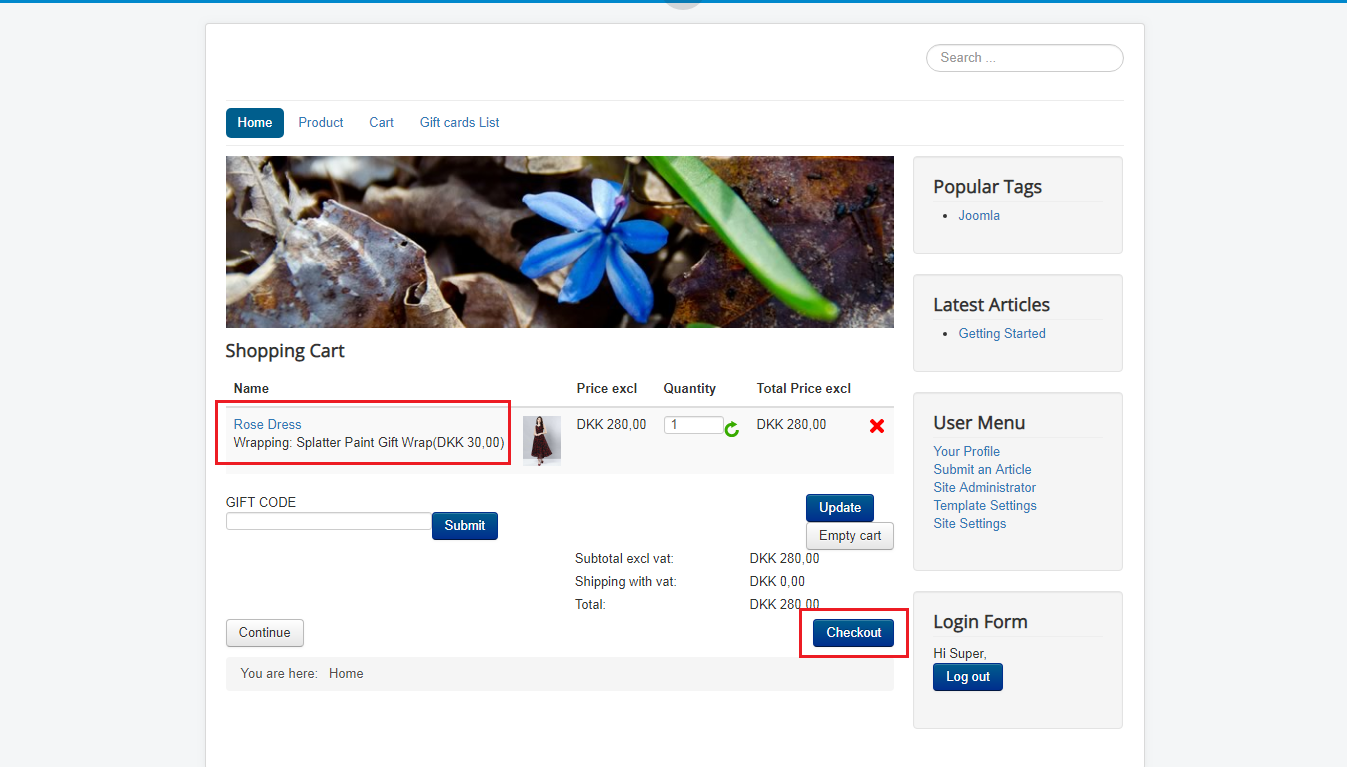 Search ...
Home Product Cart Gift cards List
Popular Tags
Joomla
Latest Articles
Getting Started
Shopping Cart
Name Price excl Quantity Total Price excl
Rose Dress DKK 280,00 1 DKK 280,00
Wrapping: Splatter Paint Gift Wrap(DKK 30,00)
User Menu
Your Profile
Submit an Article
Site Administrator
Template Settings
Site Settings
GIFT CODE
Submit
Update
Empty cart
Subtotal excl vat: DKK 280,00
Shipping with vat: DKK 0,00
Total: DKK 280,00
Continue Checkout
You are here: Home
Login Form
Hi Super,
Log out